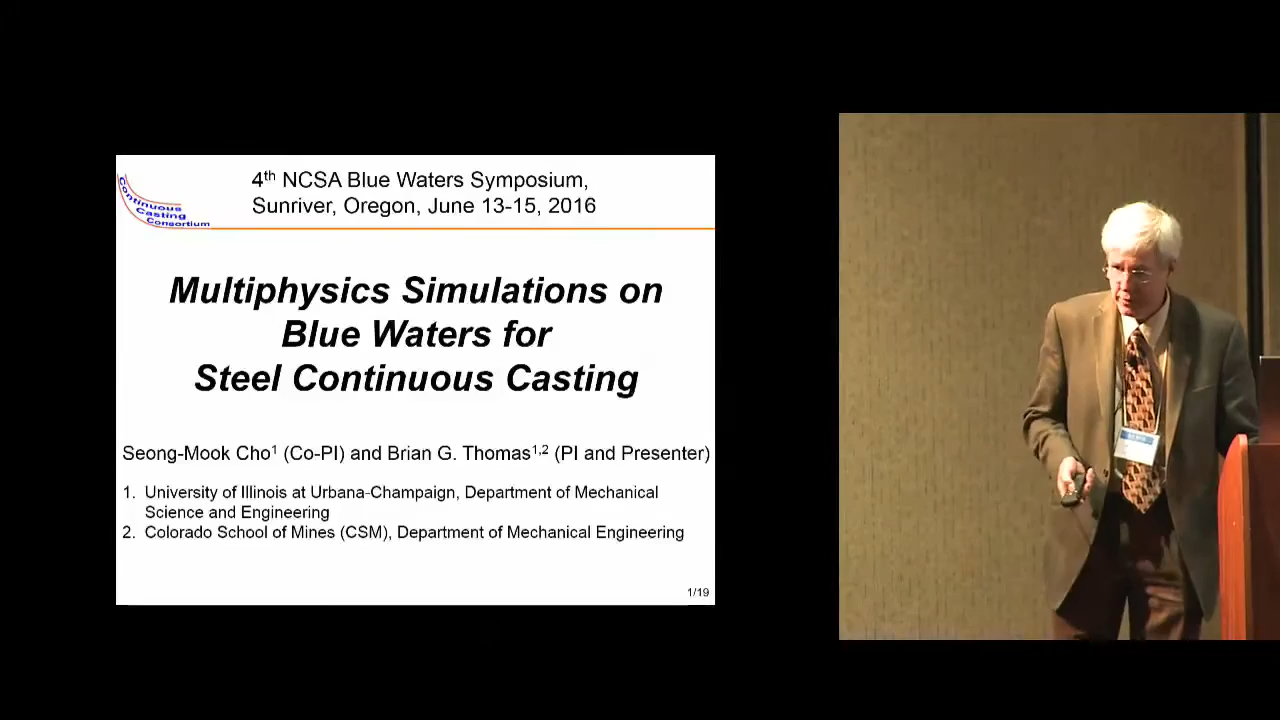 Continuous
Casting
Consortium
4th NCSA Blue Waters Symposium,
Sunriver, Oregon, June 13-15, 2016
Multiphysics Simulations on
Blue Waters for
Steel Continuous Casting
Seong-Mook Cho1 (Co-PI) and Brian G. Thomas1,2 (PI and Presenter)
1. University of Illinois at Urbana-Champaign, Department of Mechanical
Science and Engineering
2. Colorado School of Mines (CSM), Department of Mechanical Engineering
1/19